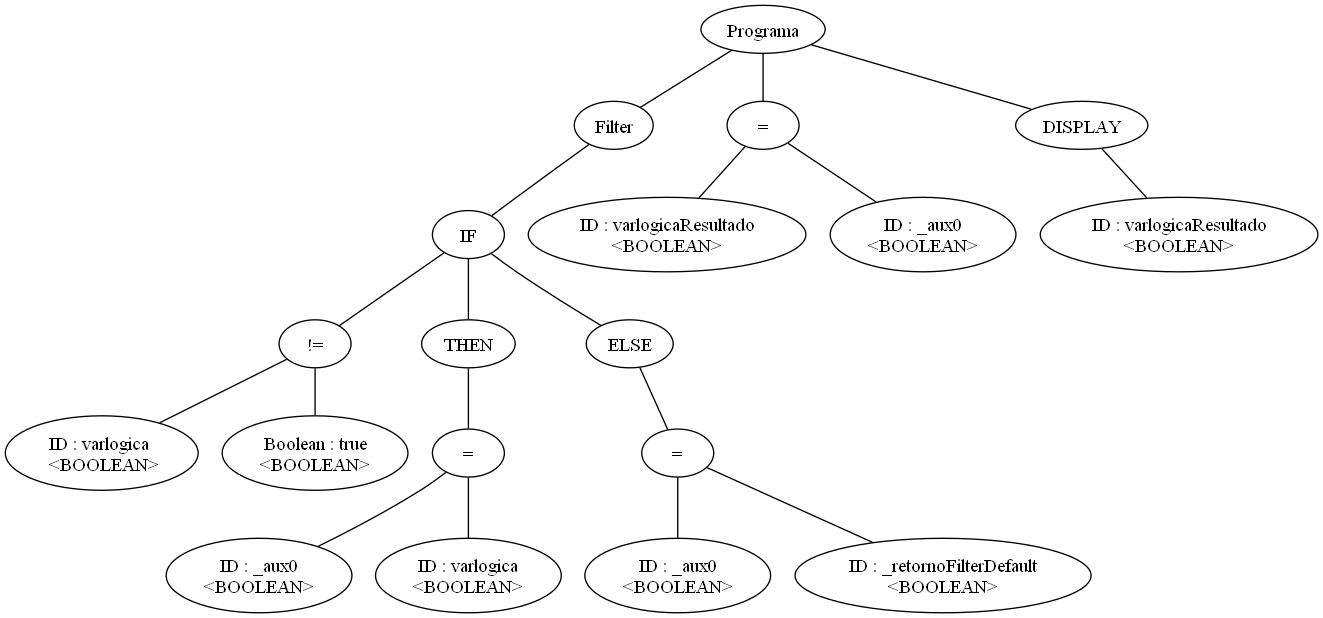 Programa
Filter
=
DISPLAY
IF
ID : varlogicaResultado
<BOOLEAN>
ID : _aux0
<BOOLEAN>
ID : varlogicaResultado
<BOOLEAN>
!=
THEN
ELSE
ID : varlogica
<BOOLEAN>
Boolean : true
<BOOLEAN>
=
=
ID : _aux0
<BOOLEAN>
ID : varlogica
<BOOLEAN>
ID : _aux0
<BOOLEAN>
ID : _retornoFilterDefault
<BOOLEAN>